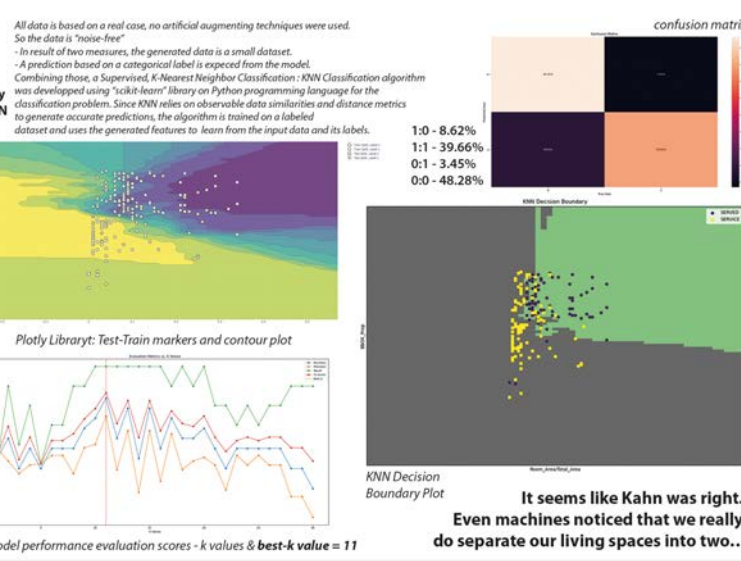 All data is based on a real case, no artificial augmenting techniques were used.
So the data is “noise-free”
- In result of two measures, the generated data is a small dataset.
- A prediction based on a categorical label is expeced from the model.
Combining those, a Supervised, K-Nearest Neighbor Classification : KNN Classification algorithm
was developped using “scikit-learn” library on Python programming language for the
classification problem. Since KNN relies on observable data similarities and distance metrics
to generate accurate predictions, the algorithm is trained on a labeled
dataset and uses the generated features to learn from the input data and its labels.
y
N
confusion matri
Confusion Matrix
1:0 - 8.62%
1:1 - 39.66%
0:1 - 3.45%
0:0 - 48.28%
Plotly Libraryt: Test-Train markers and contour plot
KNN Decision Boundary
SERVED
SERVICE
Room_Area/Total_Area
Evaluation Metrics vs. K Values
KNN Decision
Boundary Plot
odel performance evaluation scores - k values & best-k value = 11
It seems like Kahn was right.
Even machines noticed that we really
do separate our living spaces into two..